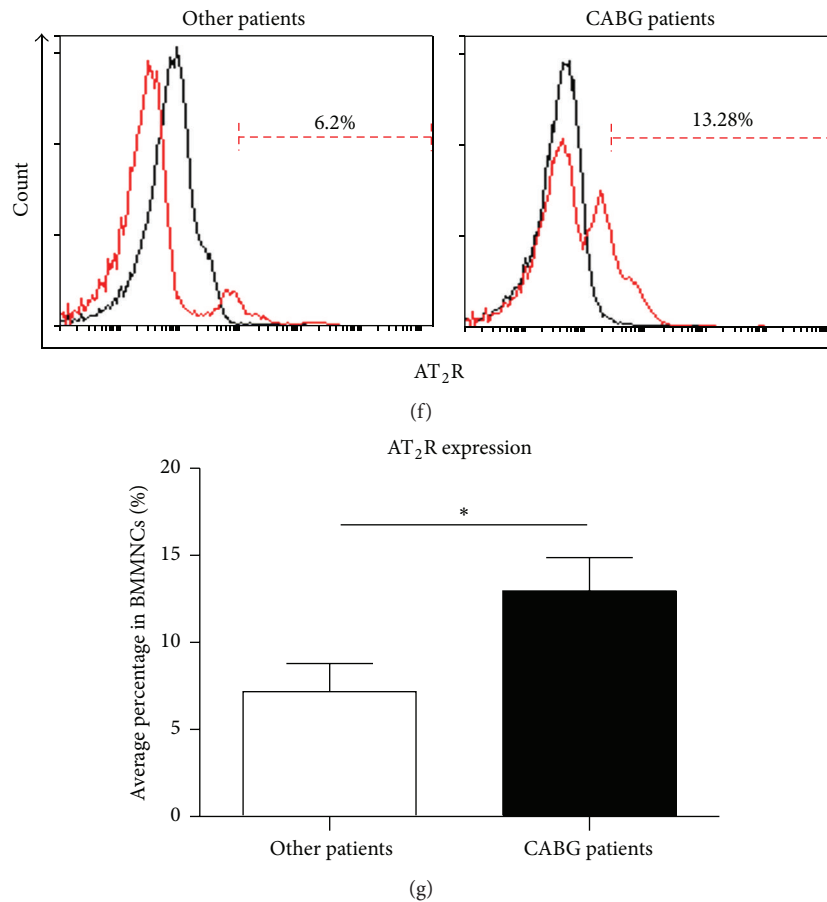 Other patients
CABG patients
Count
6.2%
13.28%
AT₂R
(f)
AT₂R expression
Average percentage in BMMNCs (%)
20
15
10
5
0
*
Other patients
CABG patients
(g)